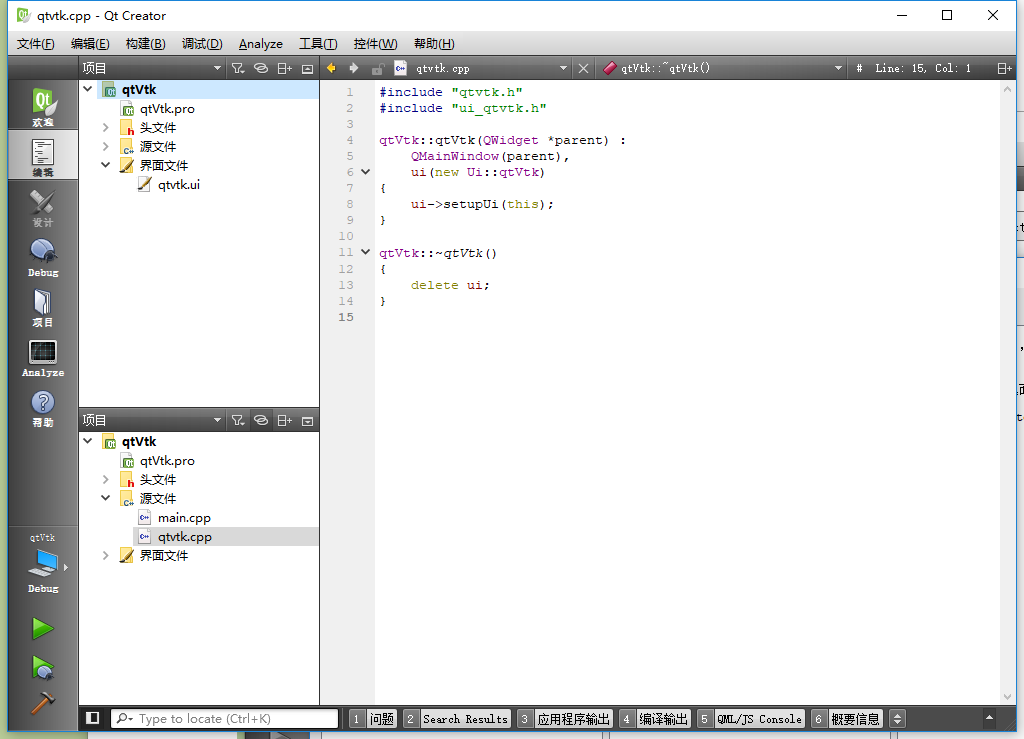 qtvtk.cpp - Qt Creator
文件(F) 编辑(E) 构建(B) 调试(D) Analyze 工具(T) 控件(W) 帮助(H)
项目
qtvtk.cpp
qtVtk::~qtVtk()
# Line: 15, Col: 1
欢迎
编辑
设计
Debug
项目
Analyze
帮助
qtVtk
Debug
qtVtk
qtVtk.pro
头文件
源文件
界面文件
qtvtk.ui
项目
qtVtk
qtVtk.pro
头文件
源文件
main.cpp
qtvtk.cpp
界面文件
1 #include "qtvtk.h"
2 #include "ui_qtvtk.h"
3
4 qtVtk::qtVtk(QWidget *parent) :
5 QMainWindow(parent),
6 ui(new Ui::qtVtk)
7 {
8 ui->setupUi(this);
9 }
10
11 qtVtk::~qtVtk()
12 {
13 delete ui;
14 }
15
Type to locate (Ctrl+K)
1 问题 2 Search Results 3 应用程序输出 4 编译输出 5 QML/JS Console 6 概要信息